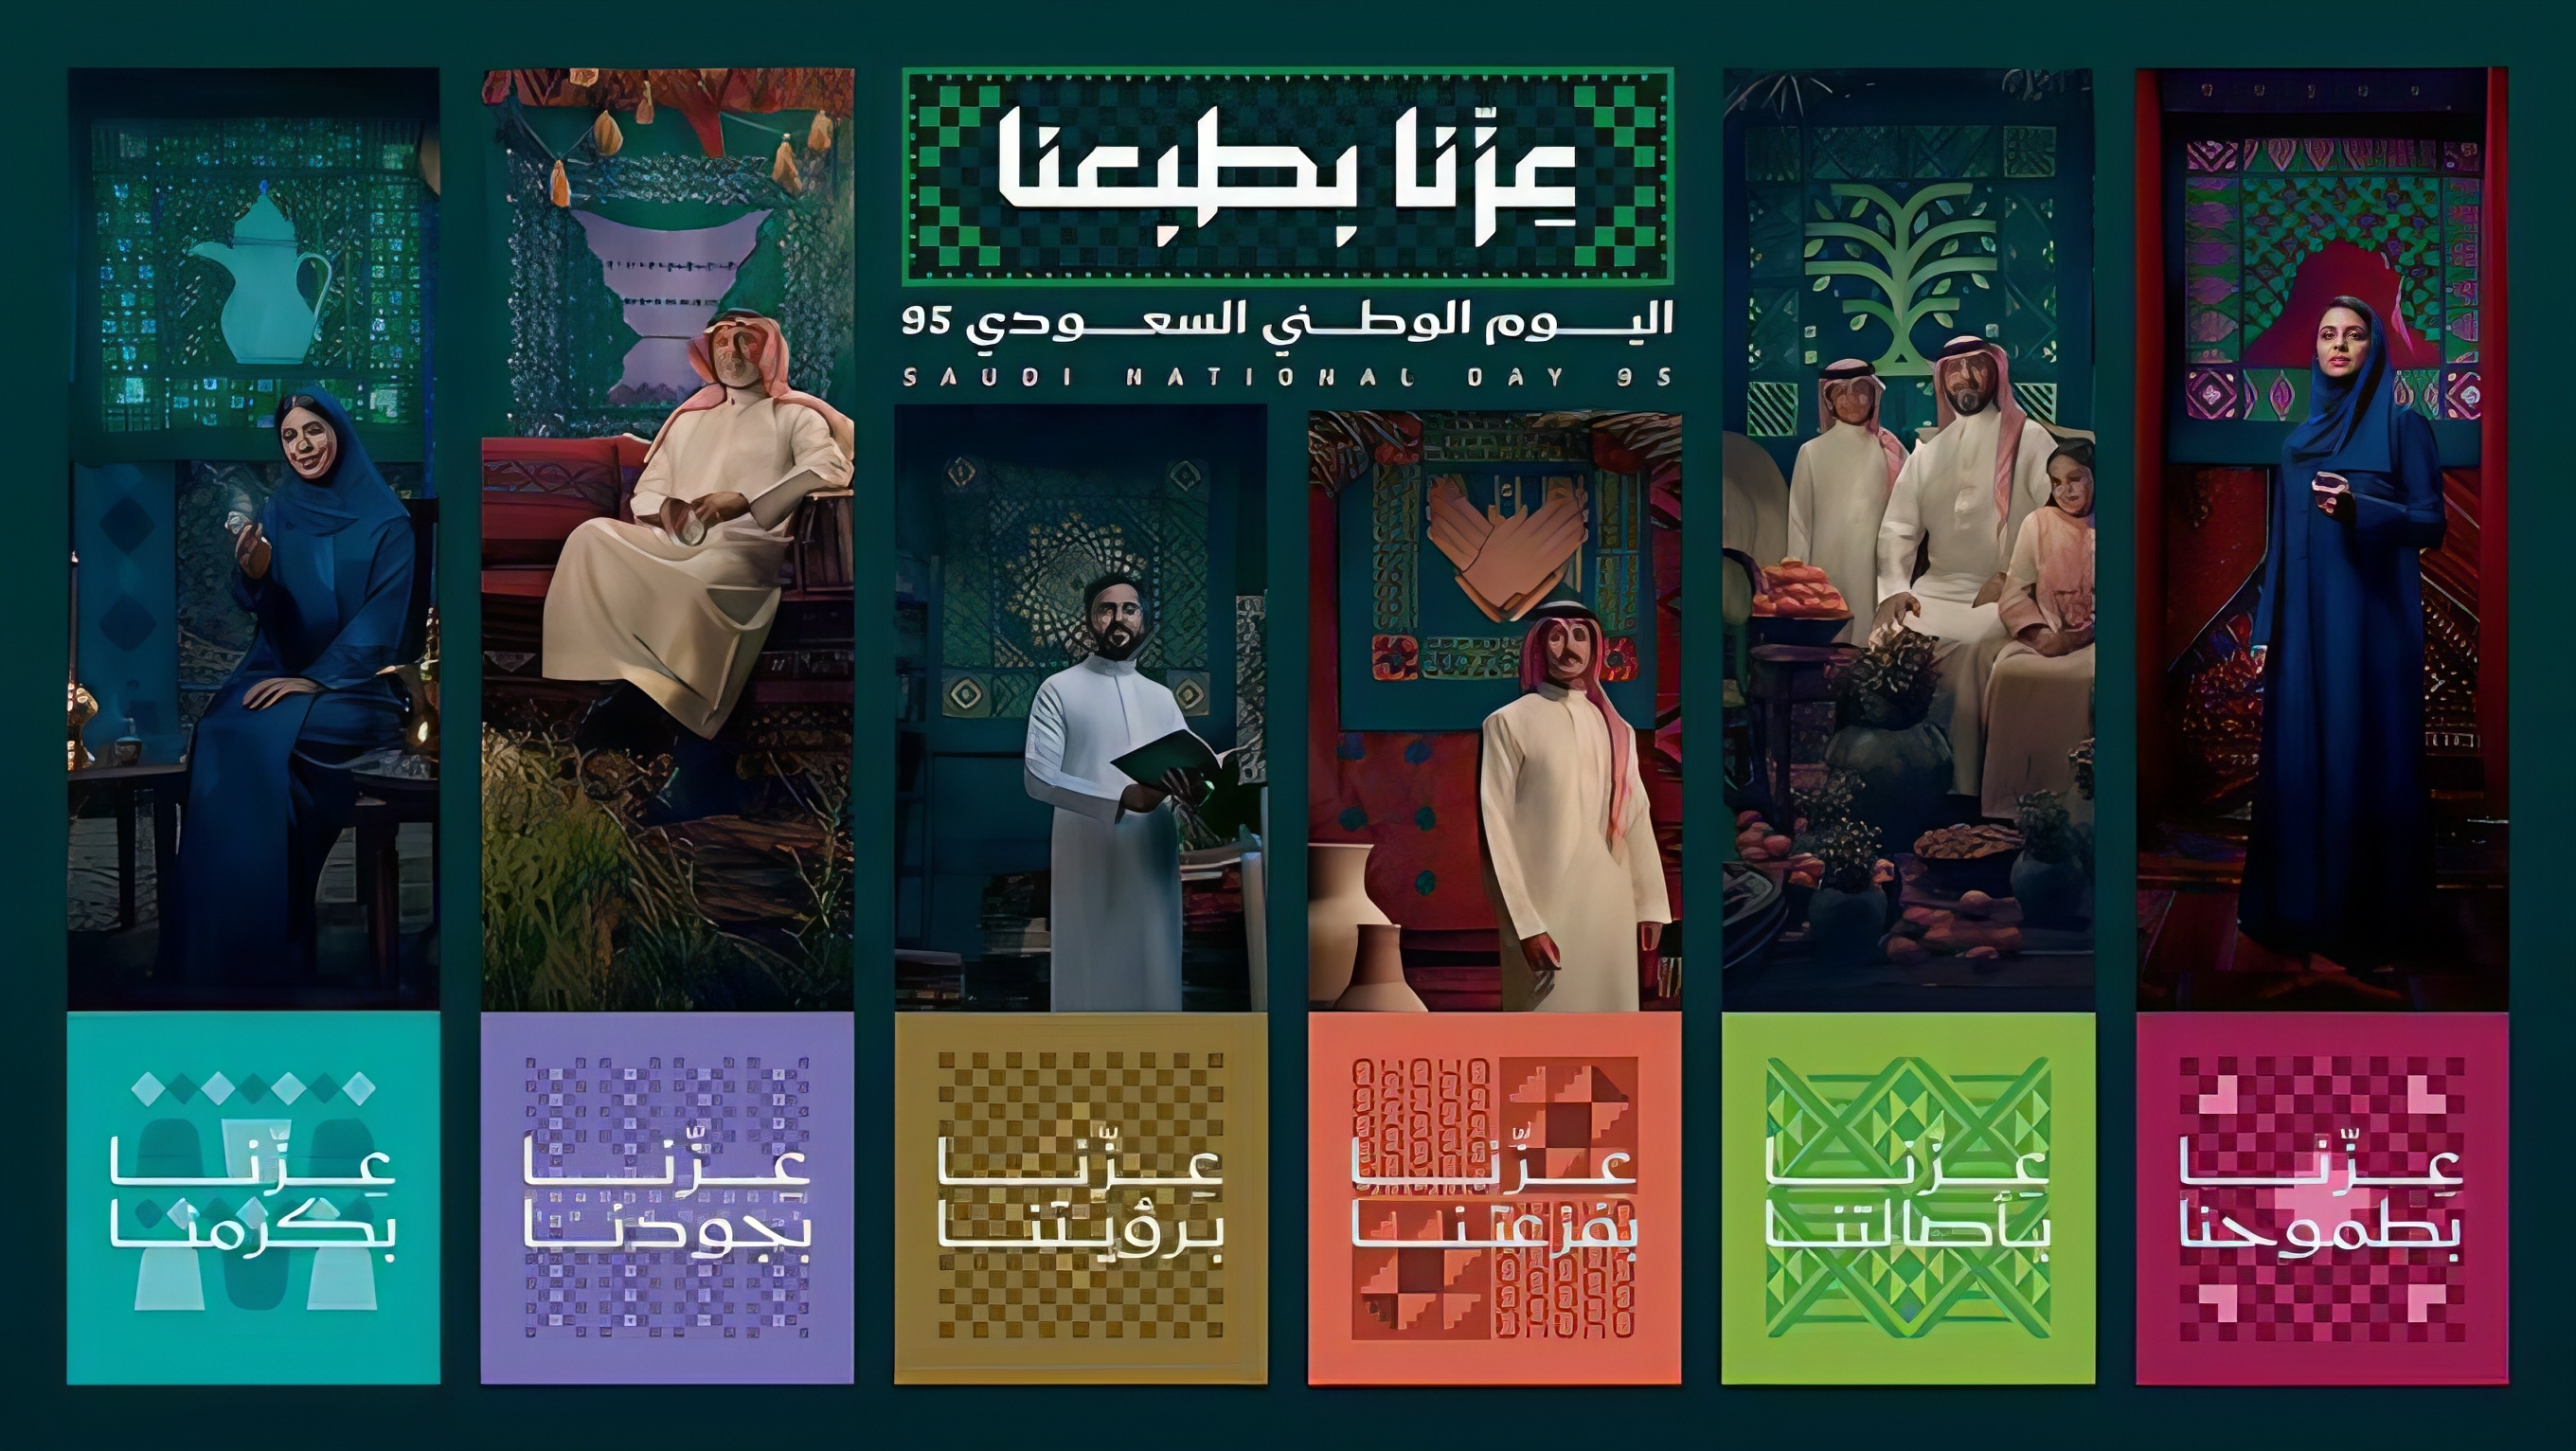 عِزّنا بطبعنا
اليوم الوطني السعودي 95
SAUDI NATIONAL DAY 95
عِزّنا
بطموحنا
عِزّنا
بأصالتنا
عِزّنا
بفزعتنا
عِزّنا
برؤيتنا
عِزّنا
بجودنا
عِزّنا
بكرمنا